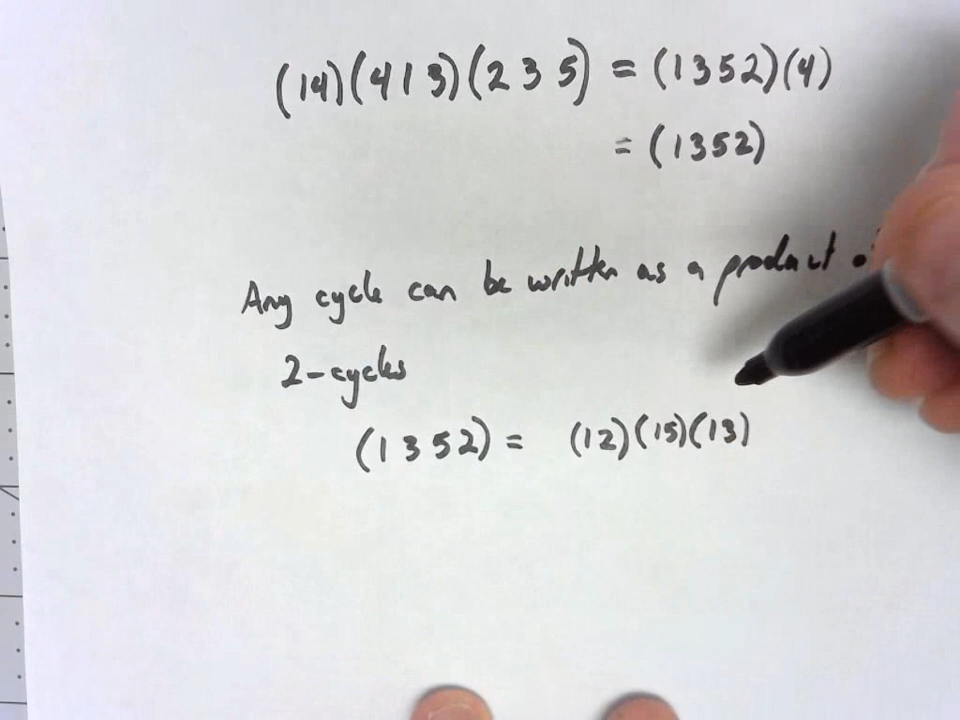 (14)(413)(235) = (1352)(4)
= (1352)
Any cycle can be written as a product
2-cycles
(1352) = (12)(15)(13)